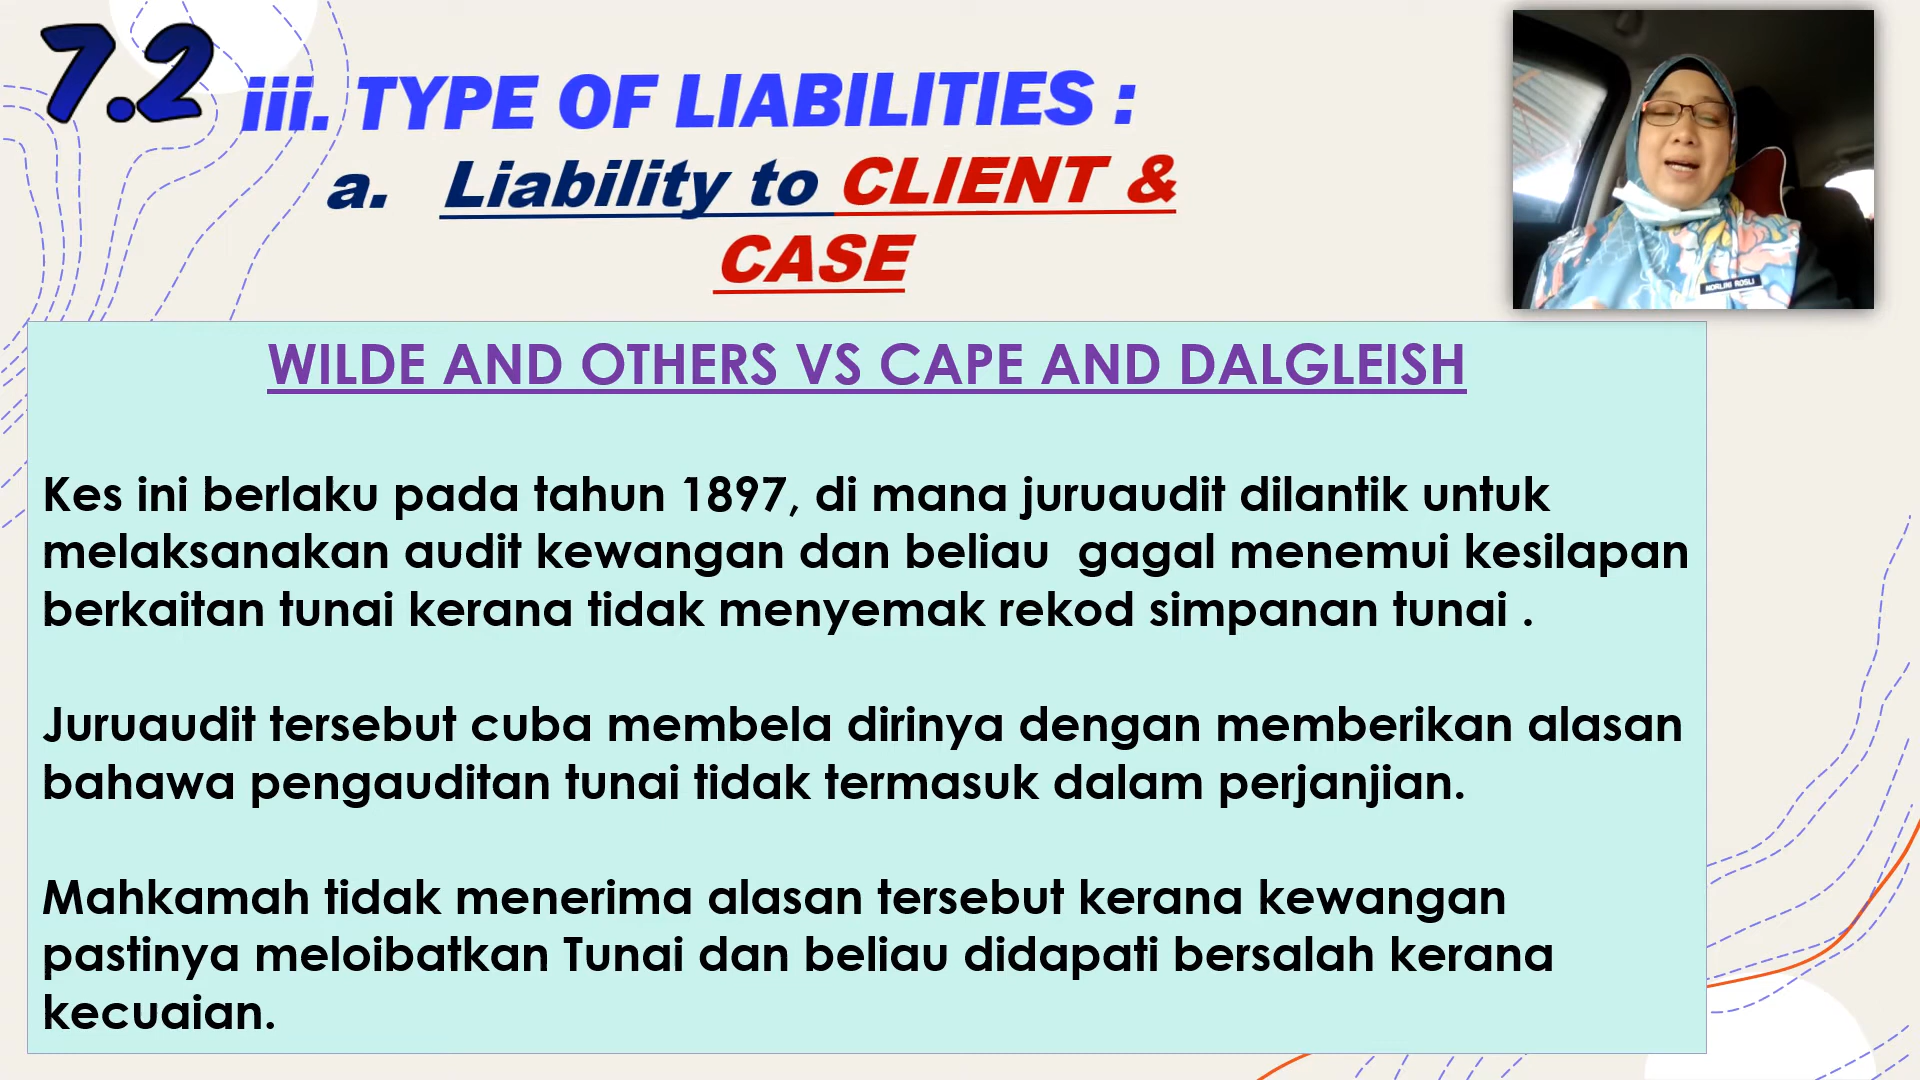 7.2
iii. TYPE OF LIABILITIES :
a. Liability to CLIENT &
CASE
NORLINI ROSLI
WILDE AND OTHERS VS CAPE AND DALGLEISH
Kes ini berlaku pada tahun 1897, di mana juruaudit dilantik untuk
melaksanakan audit kewangan dan beliau gagal menemui kesilapan
berkaitan tunai kerana tidak menyemak rekod simpanan tunai .
Juruaudit tersebut cuba membela dirinya dengan memberikan alasan
bahawa pengauditan tunai tidak termasuk dalam perjanjian.
Mahkamah tidak menerima alasan tersebut kerana kewangan
pastinya meloibatkan Tunai dan beliau didapati bersalah kerana
kecuaian.